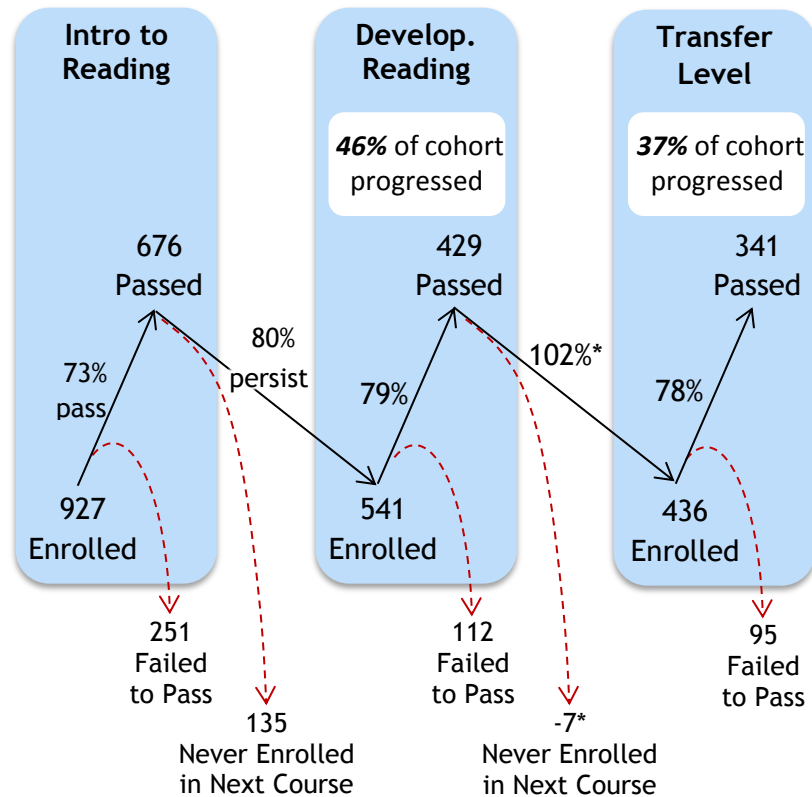 Intro to
Reading
Develop.
Reading
Transfer
Level
46% of cohort
progressed
37% of cohort
progressed
676
Passed
429
Passed
341
Passed
73%
pass
80%
persist
79%
102%*
78%
927
Enrolled
541
Enrolled
436
Enrolled
251
Failed
to Pass
135
Never Enrolled
in Next Course
112
Failed
to Pass
-7*
Never Enrolled
in Next Course
95
Failed
to Pass